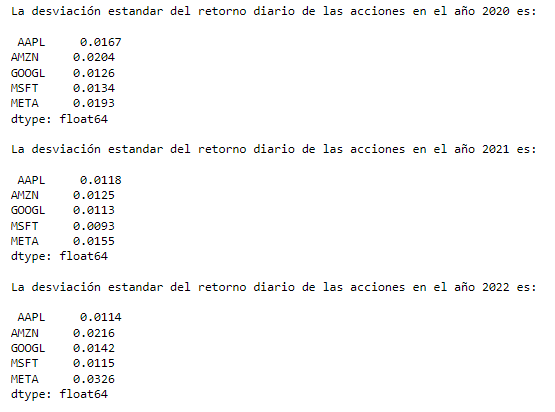 La desviación estandar del retorno diario de las acciones en el año 2020 es:
AAPL 0.0167
AMZN 0.0204
GOOGL 0.0126
MSFT 0.0134
META 0.0193
dtype: float64
La desviación estandar del retorno diario de las acciones en el año 2021 es:
AAPL 0.0118
AMZN 0.0125
GOOGL 0.0113
MSFT 0.0093
META 0.0155
dtype: float64
La desviación estandar del retorno diario de las acciones en el año 2022 es:
AAPL 0.0114
AMZN 0.0216
GOOGL 0.0142
MSFT 0.0115
META 0.0326
dtype: float64